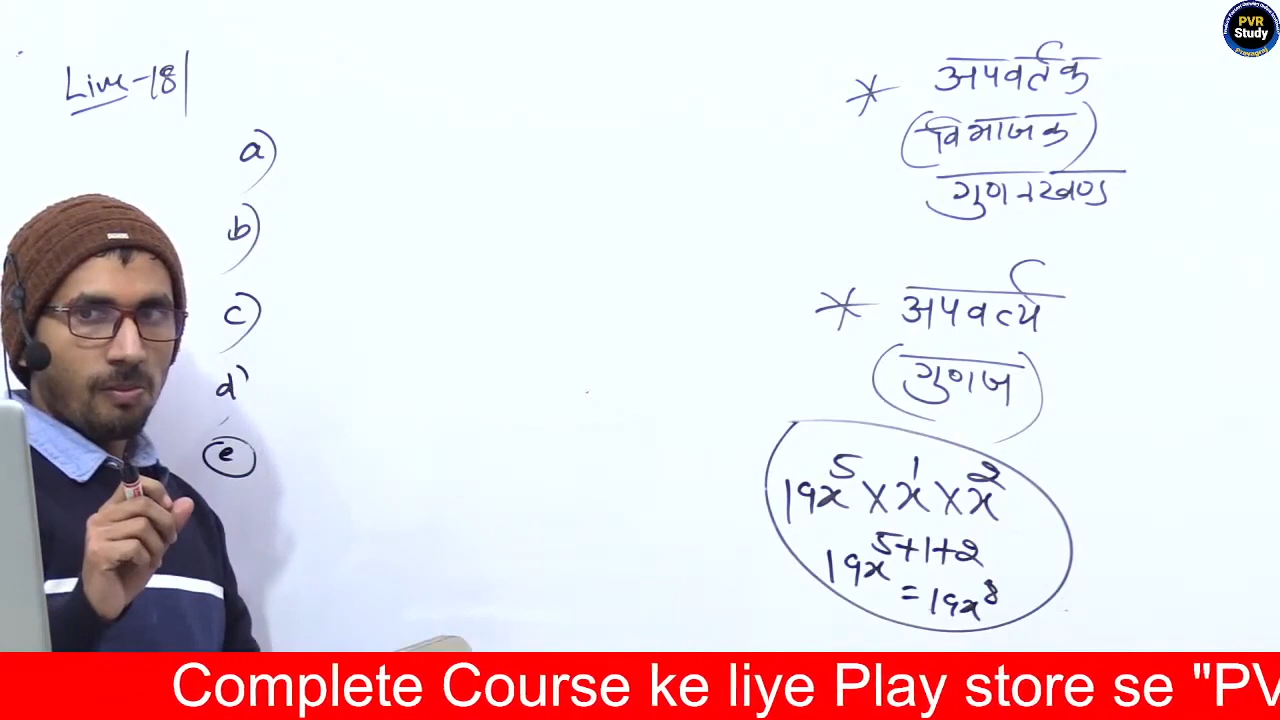 Live-18
a)
b)
c)
d)
e
* अपवर्तक
(विभाजक)
गुणनखण्ड
* अपवर्त्य
(गुणज)
19x⁵ × x¹ × x²
19x⁵⁺¹⁺²
= 19x⁸
PVR
Study
Prayagraj
Complete Course ke liye Play store se "PV